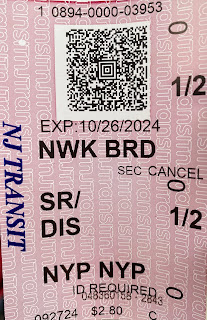 1 0894-0000-03953
EXP:10/26/2024
NWK BRD
SEC CANCEL
1/2
NJ TRANSIT
SR/
DIS
1/2
NYP NYP
ID REQUIRED
092724 $2.80 C